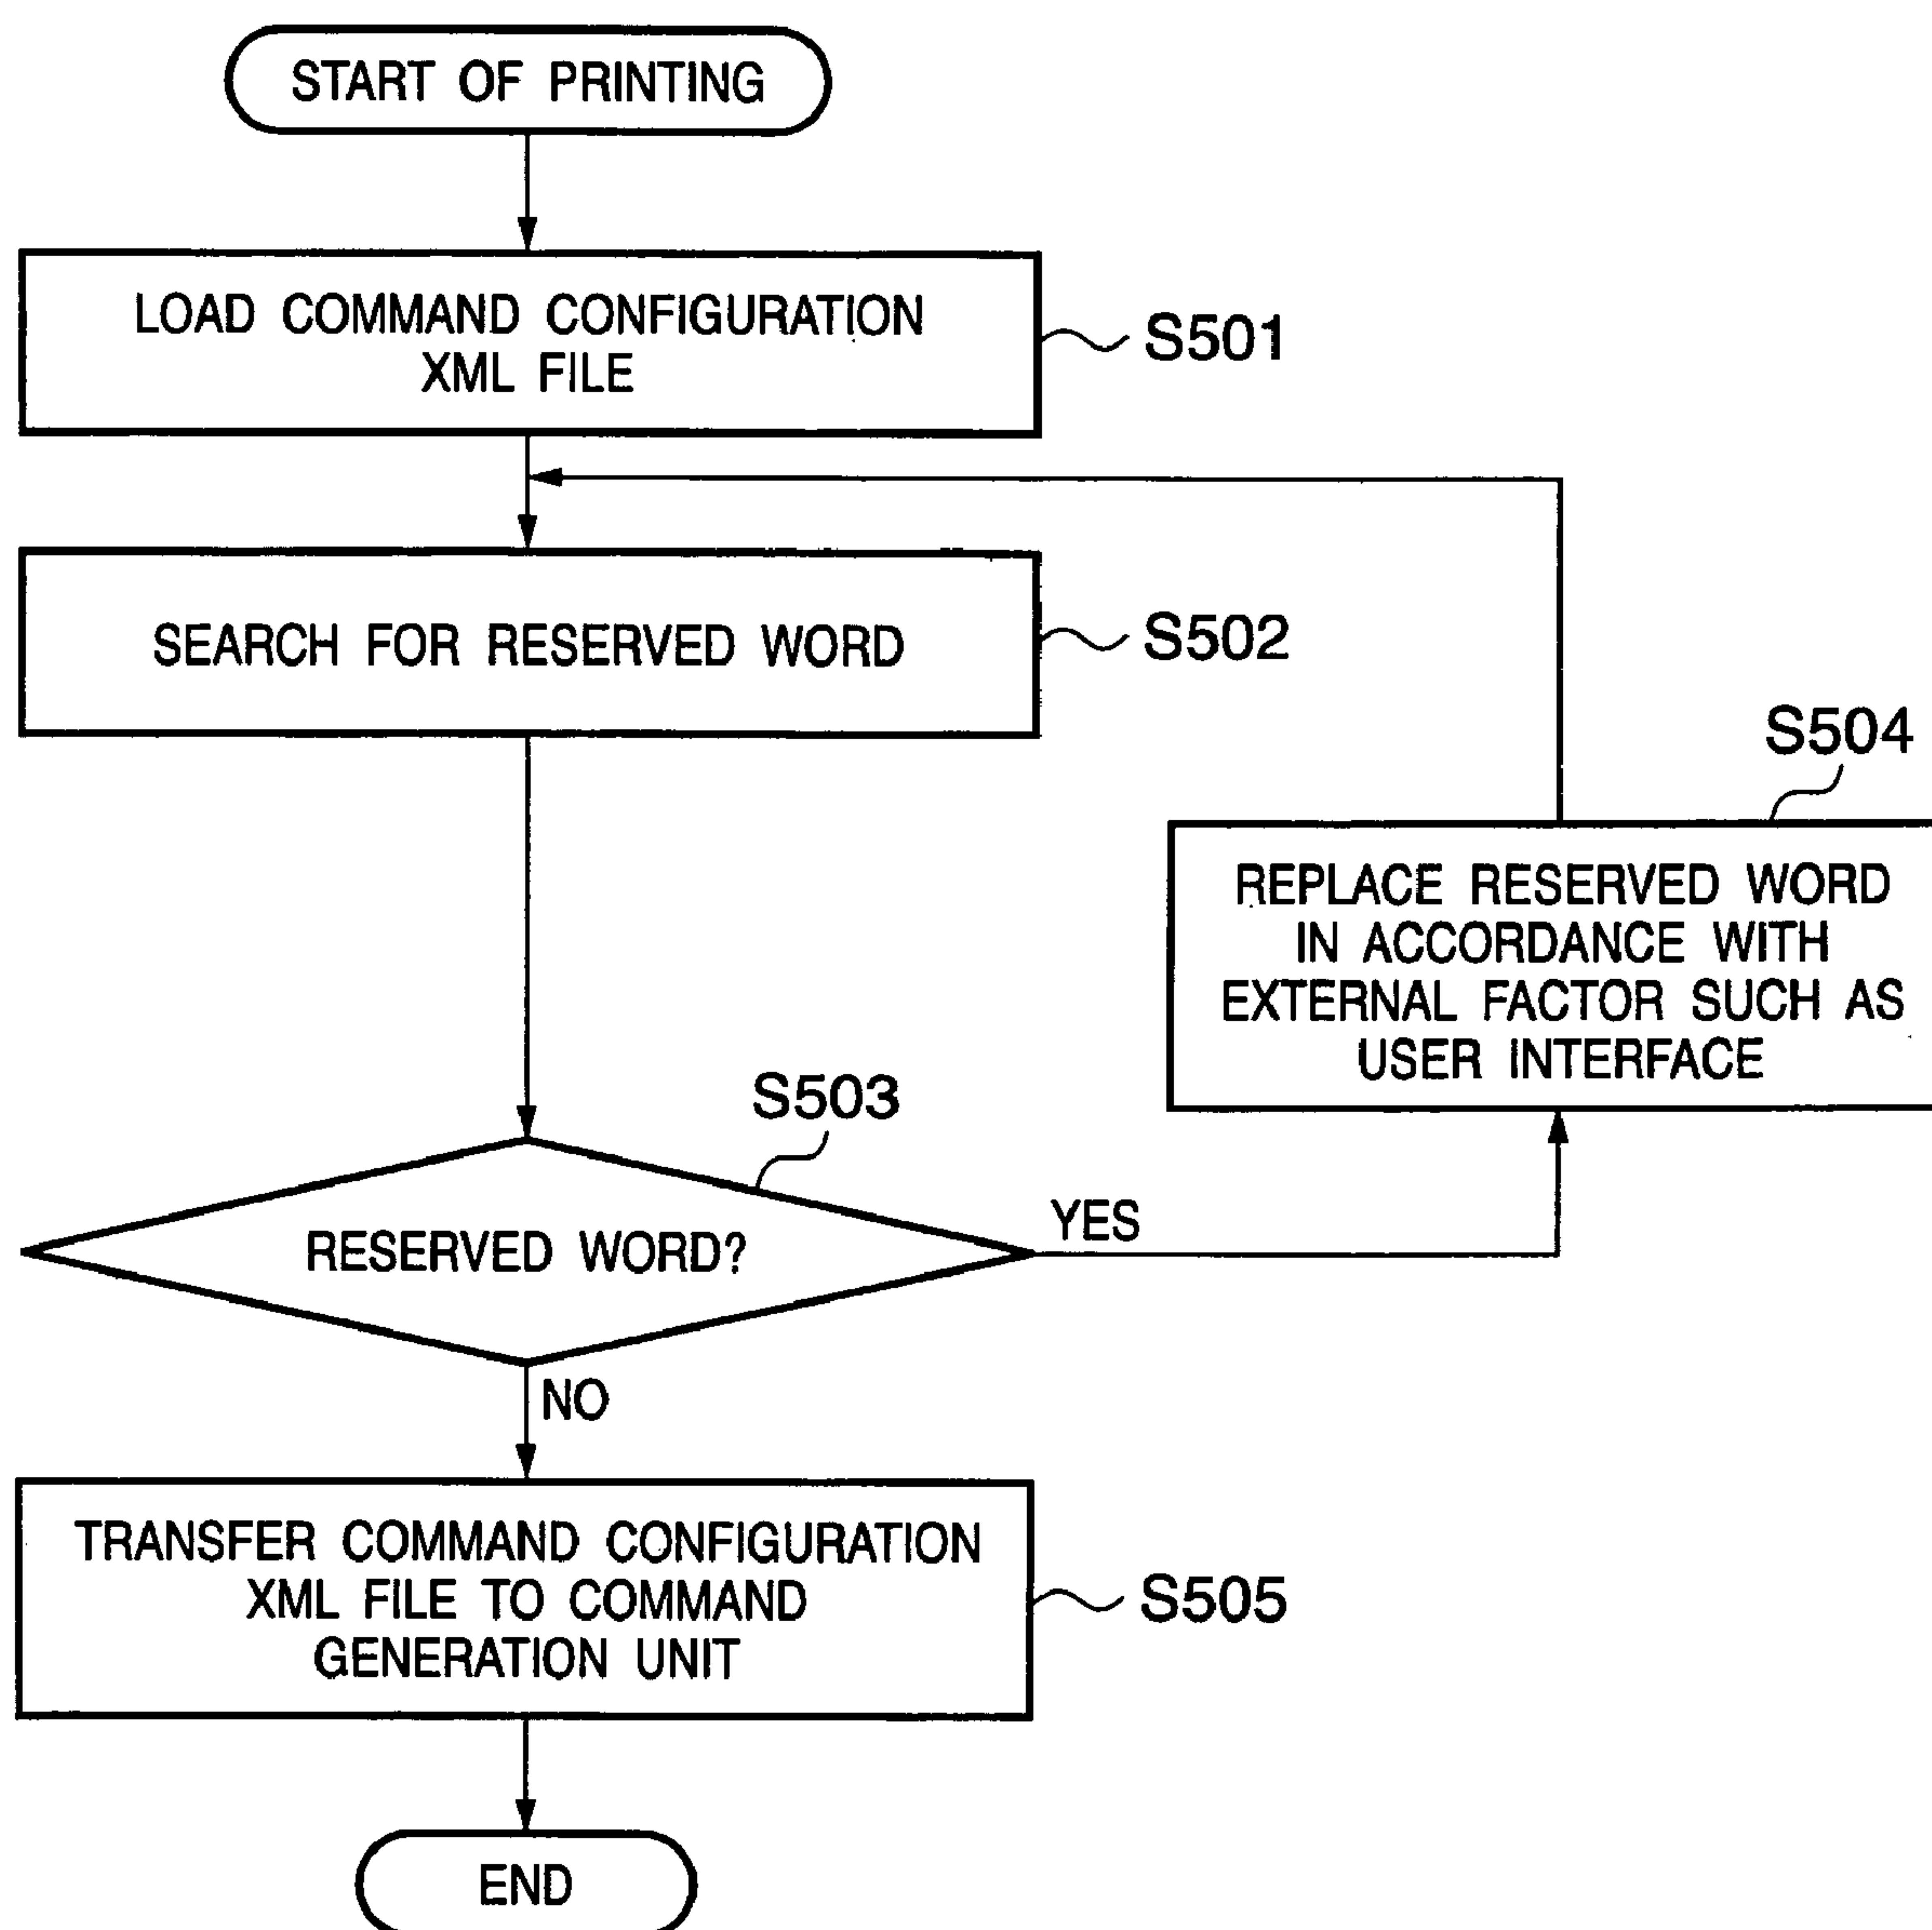 START OF PRINTING
LOAD COMMAND CONFIGURATION
XML FILE
S501
SEARCH FOR RESERVED WORD
S502
S504
REPLACE RESERVED WORD
IN ACCORDANCE WITH
EXTERNAL FACTOR SUCH AS
USER INTERFACE
S503
RESERVED WORD?
YES
NO
TRANSFER COMMAND CONFIGURATION
XML FILE TO COMMAND
GENERATION UNIT
S505
END